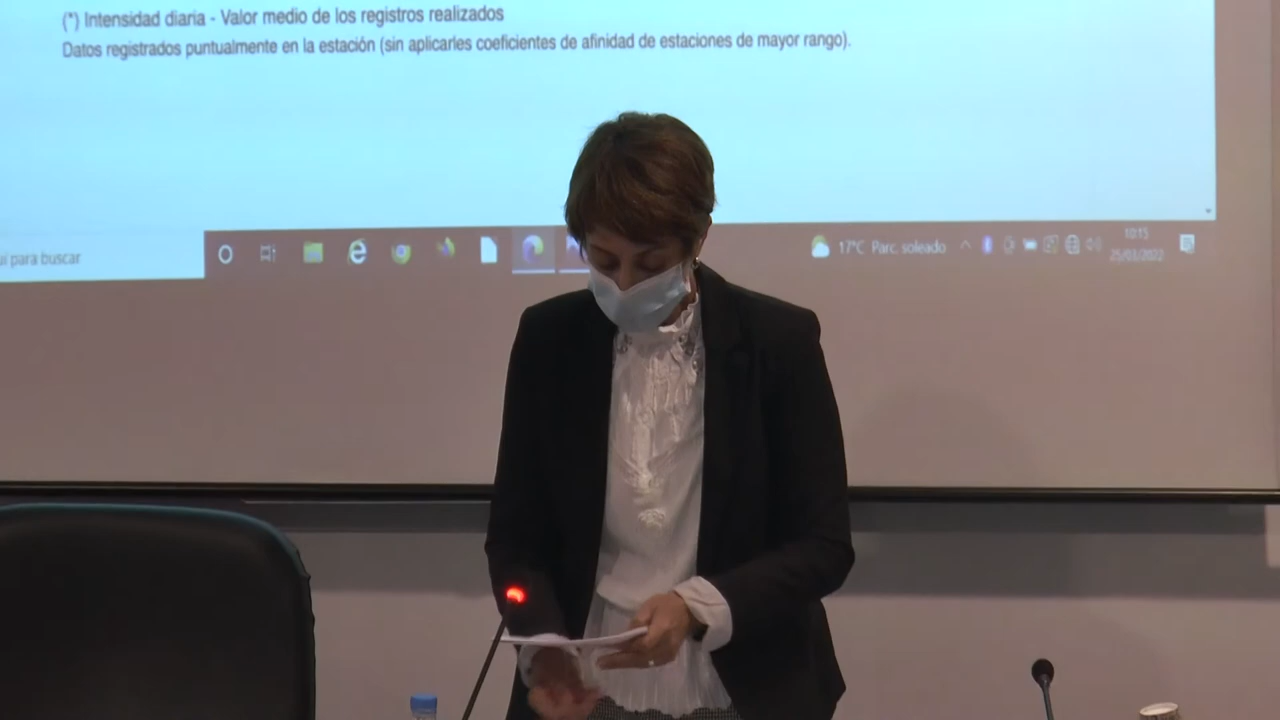 (*) Intensidad diaria - Valor medio de los registros realizados
Datos registrados puntualmente en la estación (sin aplicarles coeficientes de afinidad de estaciones de mayor rango).
uí para buscar
17°C Parc. soleado
10:15
25/03/2022